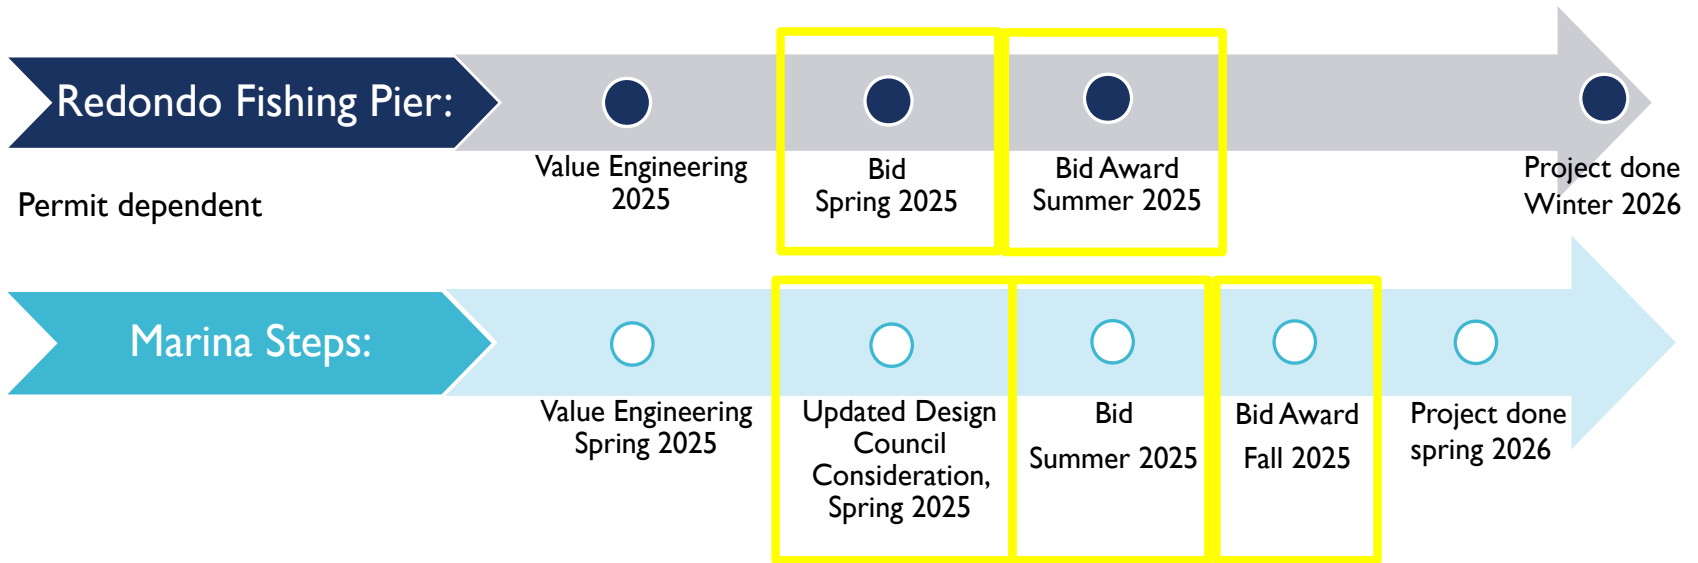 Redondo Fishing Pier:
Value Engineering
2025
Bid
Spring 2025
Bid Award
Summer 2025
Project done
Winter 2026
Permit dependent
Marina Steps:
Value Engineering
Spring 2025
Updated Design
Council
Consideration,
Spring 2025
Bid
Summer 2025
Bid Award
Fall 2025
Project done
spring 2026